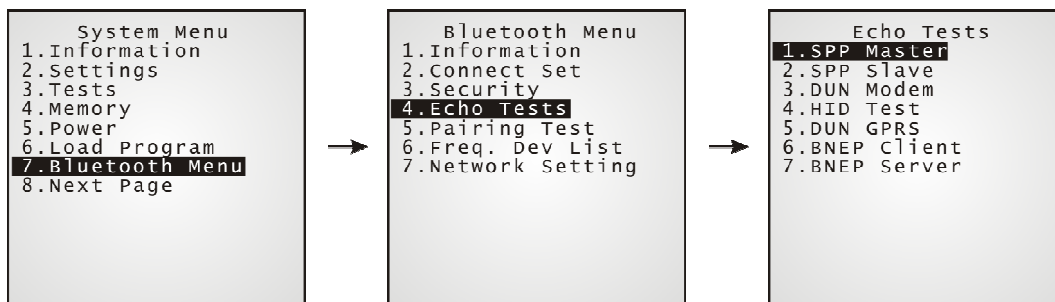 System Menu
1.Information
2.Settings
3.Tests
4.Memory
5.Power
6.Load Program
7.Bluetooth Menu
8.Next Page
Bluetooth Menu
1.Information
2.Connect Set
3.Security
4.Echo Tests
5.Pairing Test
6.Freq. Dev List
7.Network Setting
Echo Tests
1.SPP Master
2.SPP Slave
3.DUN Modem
4.HID Test
5.DUN GPRS
6.BNEP Client
7.BNEP Server